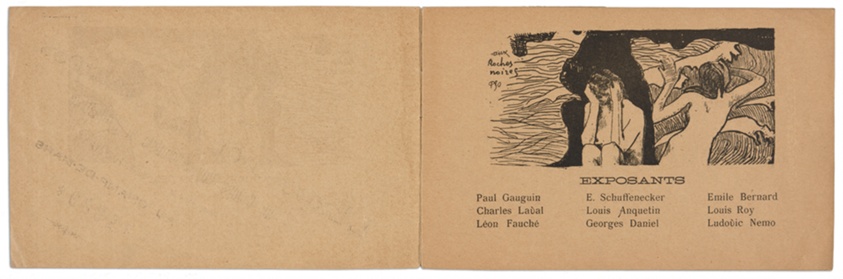 aux
Roches
noires
EXPOSANTS
Paul Gauguin
Charles Laval
Léon Fauché
E. Schuffenecker
Louis Anquetin
Georges Daniel
Emile Bernard
Louis Roy
Ludovic Nemo